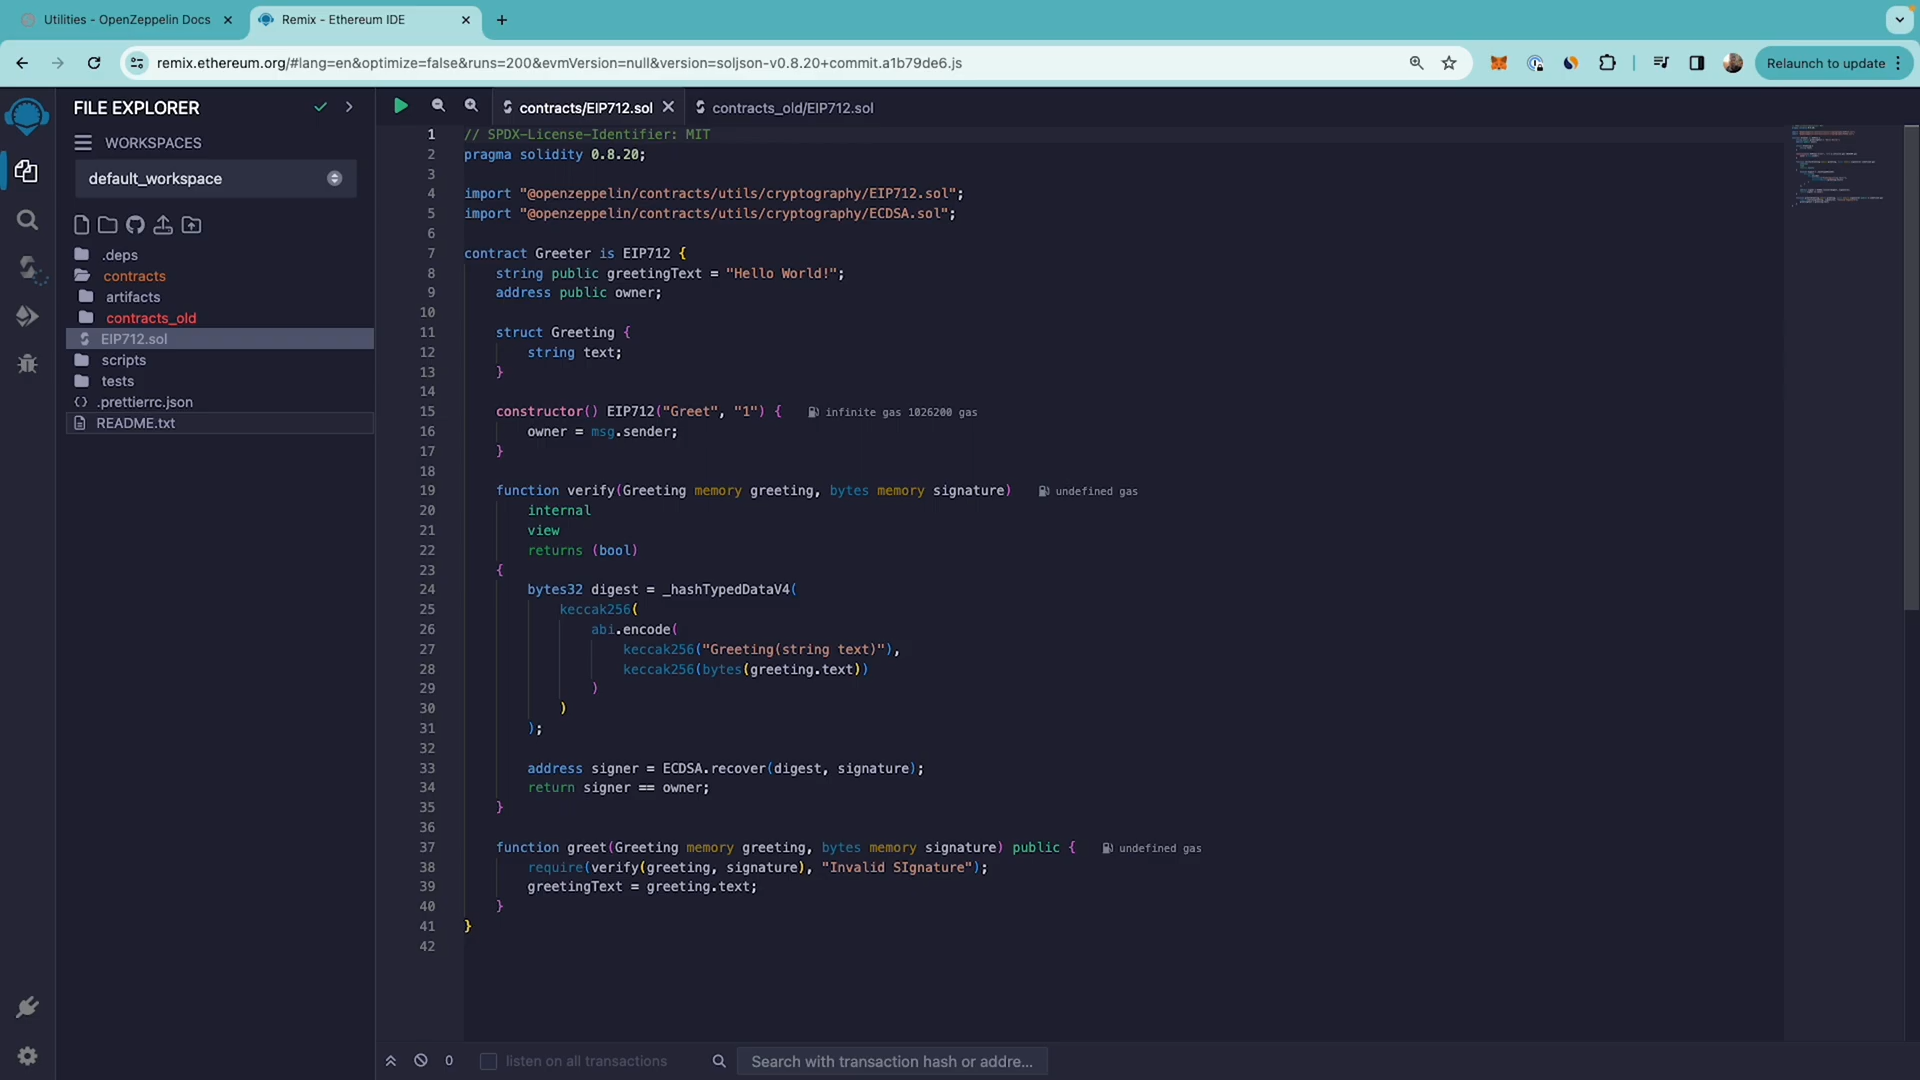 Utilities - OpenZeppelin Docs
Remix - Ethereum IDE
remix.ethereum.org/#lang=en&optimize=false&runs=200&evmVersion=null&version=soljson-v0.8.20+commit.a1b79de6.js
Relaunch to update
FILE EXPLORER
WORKSPACES
default_workspace
.deps
contracts
artifacts
contracts_old
EIP712.sol
scripts
tests
.prettierrc.json
README.txt
contracts/EIP712.sol
contracts_old/EIP712.sol
1 // SPDX-License-Identifier: MIT
2 pragma solidity 0.8.20;
3
4 import "@openzeppelin/contracts/utils/cryptography/EIP712.sol";
5 import "@openzeppelin/contracts/utils/cryptography/ECDSA.sol";
6
7 contract Greeter is EIP712 {
8 string public greetingText = "Hello World!";
9 address public owner;
10
11 struct Greeting {
12 string text;
13 }
14
15 constructor() EIP712("Greet", "1") { infinite gas 1026200 gas
16 owner = msg.sender;
17 }
18
19 function verify(Greeting memory greeting, bytes memory signature) undefined gas
20 internal
21 view
22 returns (bool)
23 {
24 bytes32 digest = _hashTypedDataV4(
25 keccak256(
26 abi.encode(
27 keccak256("Greeting(string text)"),
28 keccak256(bytes(greeting.text))
29 )
30 )
31 );
32
33 address signer = ECDSA.recover(digest, signature);
34 return signer == owner;
35 }
36
37 function greet(Greeting memory greeting, bytes memory signature) public { undefined gas
38 require(verify(greeting, signature), "Invalid SIgnature");
39 greetingText = greeting.text;
40 }
41 }
42
0 listen on all transactions Search with transaction hash or addre...